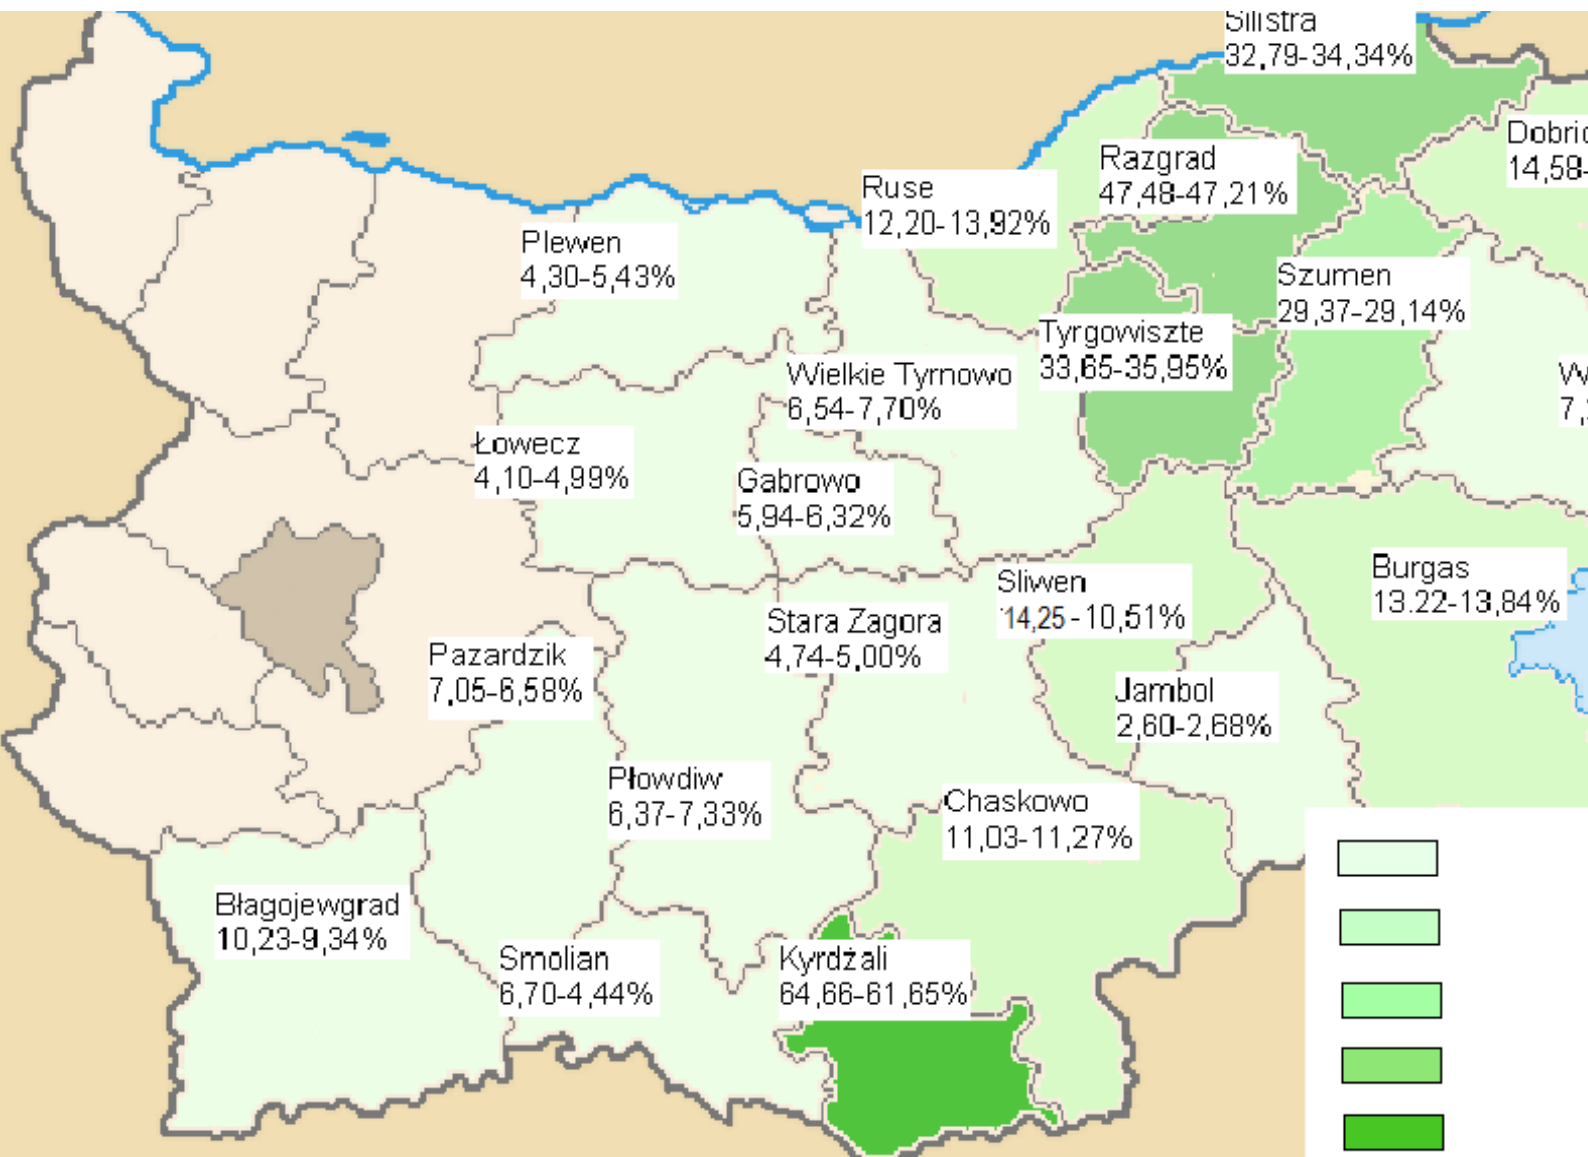 Silistra
32,79-34,34%
14,58-
Razgrad
47,48-47,21%
Ruse
12,20-13,92%
Plewen
4,30-5,43%
Szumen
29,37-29,14%
Tyrgowiszte
33,65-35,95%
Wielkie Tyrnowo
6,54-7,70%
Łowecz
4,10-4,99%
Gabrowo
5,94-6,32%
Burgas
13.22-13,84%
Sliwen
14,25-10,51%
Stara Zagora
4,74-5,00%
Pazardzik
7,05-6,58%
Jambol
2,60-2,68%
Płowdiw
6,37-7,33%
Chaskowo
11,03-11,27%
Błagojewgrad
10,23-9,34%
Smolian
6,70-4,44%
Kyrdżali
64,66-61,65%